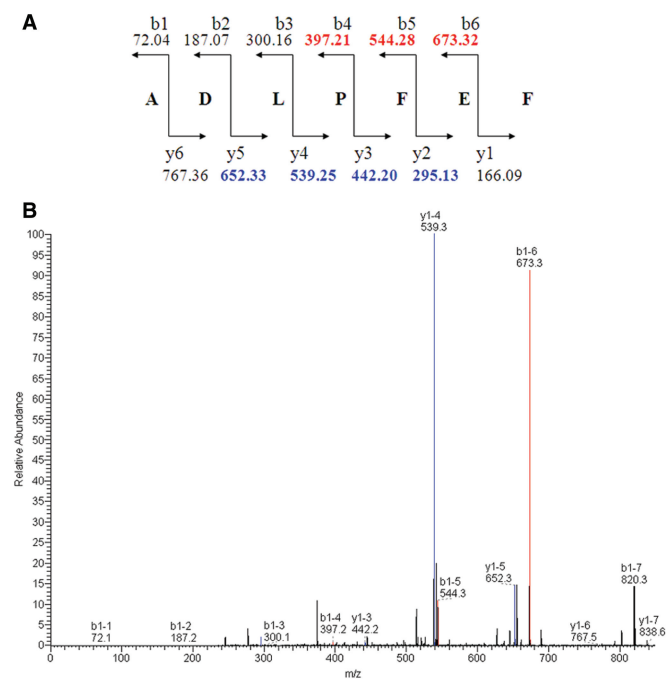 A
b1 b2 b3 b4 b5 b6
72.04 187.07 300.16 397.21 544.28 673.32
A D L P F E F
y6 y5 y4 y3 y2 y1
767.36 652.33 539.25 442.20 295.13 166.09
B
y1-4
539.3
b1-6
673.3
100
95
90
85
80
75
70
65
60
55
50
45
40
35
30
25
20
15
10
5
0
Relative Abundance
b1-1
72.1
b1-2
187.2
b1-3
300.1
b1-4
397.2
y1-3
442.2
b1-5
544.3
y1-5
652.3
y1-6
767.5
b1-7
820.3
y1-7
838.6
0 100 200 300 400 500 600 700 800
m/z